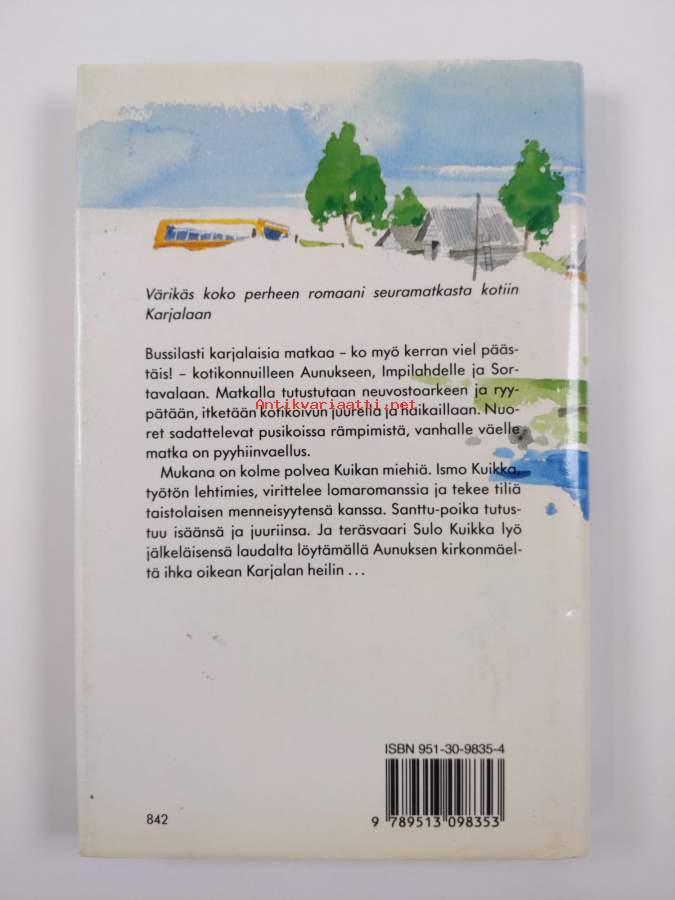 Värikäs koko perheen romaani seuramatkasta kotiin
Karjalaan
Bussilasti karjalaisia matkaa – ko myö kerran viel pääs-
täis! – kotikonnuilleen Aunukseen, Impilahdelle ja Sor-
tavalaan. Matkalla tutustutaan neuvostoarkeen ja ryy-
pätään, itketään kotikoivun juurella ja haikaillaan. Nuo-
Antikvariaatti.net
ret sadattelevat pusikoissa rämpimistä, vanhalle väelle
matka on pyhiinvaellus.
Mukana on kolme polvea Kuikan miehiä. Ismo Kuikka,
työtön lehtimies, virittelee lomaromanssia ja tekee tiliä
taistolaisen menneisyytensä kanssa. Santtu-poika tutus-
tuu isäänsä ja juuriinsa. Ja teräsvaari Sulo Kuikka lyö
jälkeläisensä laudalta löytämällä Aunuksen kirkonmäel-
tä ihka oikean Karjalan heilin ...
ISBN 951-30-9835-4
842
9 789513 098353